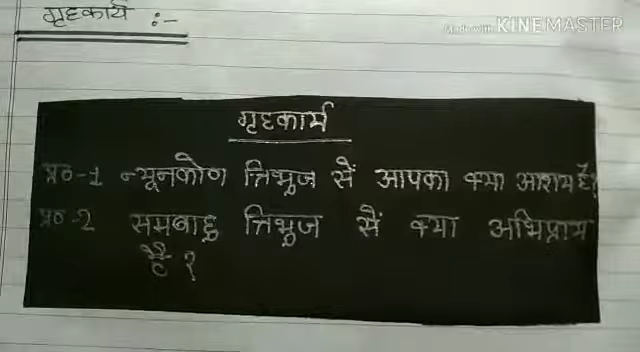 गृहकार्य :-
Made with KINEMASTER
गृहकार्य
प्र०-1 न्यूनकोण त्रिभुज सें आपका क्या आशय है?
प्र०-2 समबाहु त्रिभुज सें क्या अभिप्राय
है ?